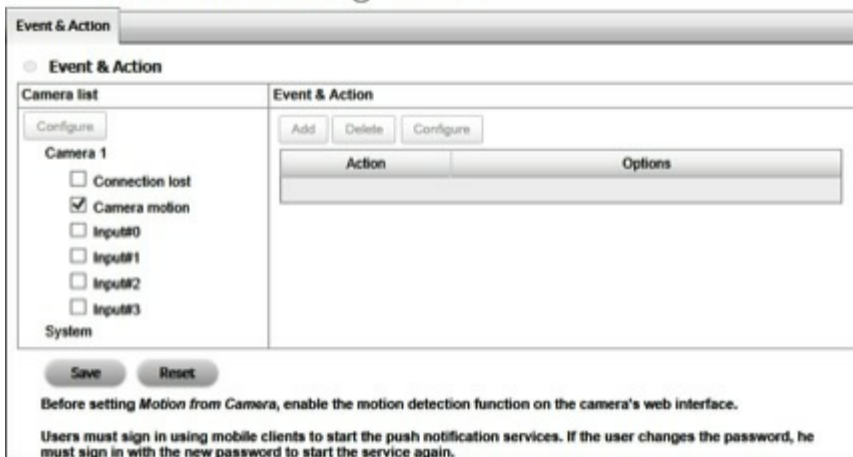 Event & Action
Event & Action
Camera list
Event & Action
Configure
Add Delete Configure
Camera 1
Action Options
Connection lost
Camera motion
Input#0
Input#1
Input#2
Input#3
System
Save Reset
Before setting Motion from Camera, enable the motion detection function on the camera's web interface.
Users must sign in using mobile clients to start the push notification services. If the user changes the password, he
must sign in with the new password to start the service again.